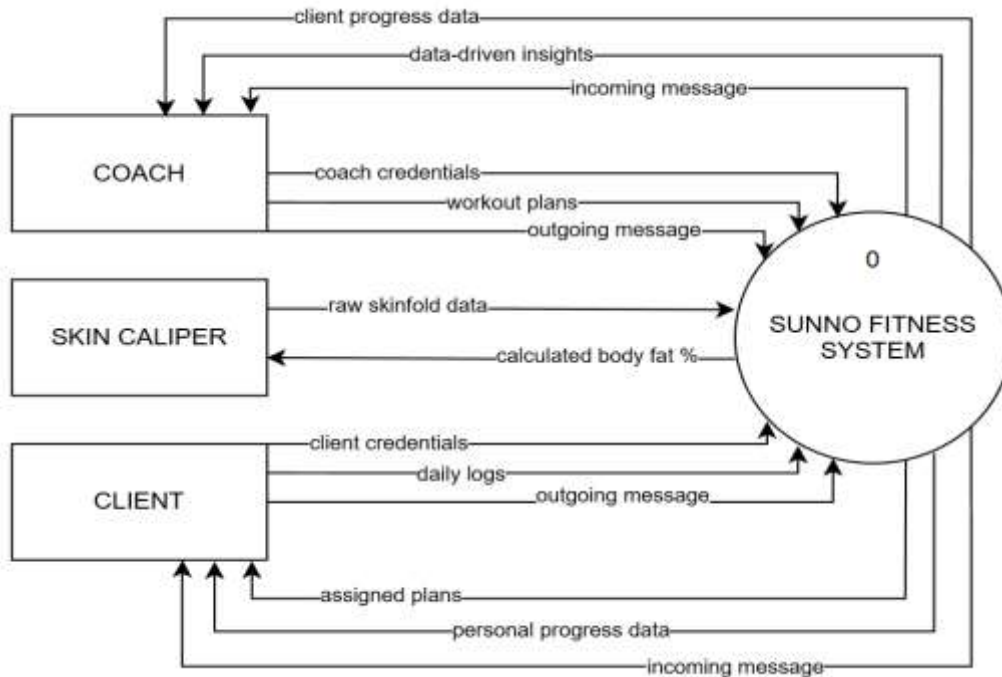 client progress data
data-driven insights
incoming message
COACH
coach credentials
workout plans
outgoing message
0
SUNNO FITNESS
SYSTEM
SKIN CALIPER
raw skinfold data
calculated body fat %
CLIENT
client credentials
daily logs
outgoing message
assigned plans
personal progress data
incoming message